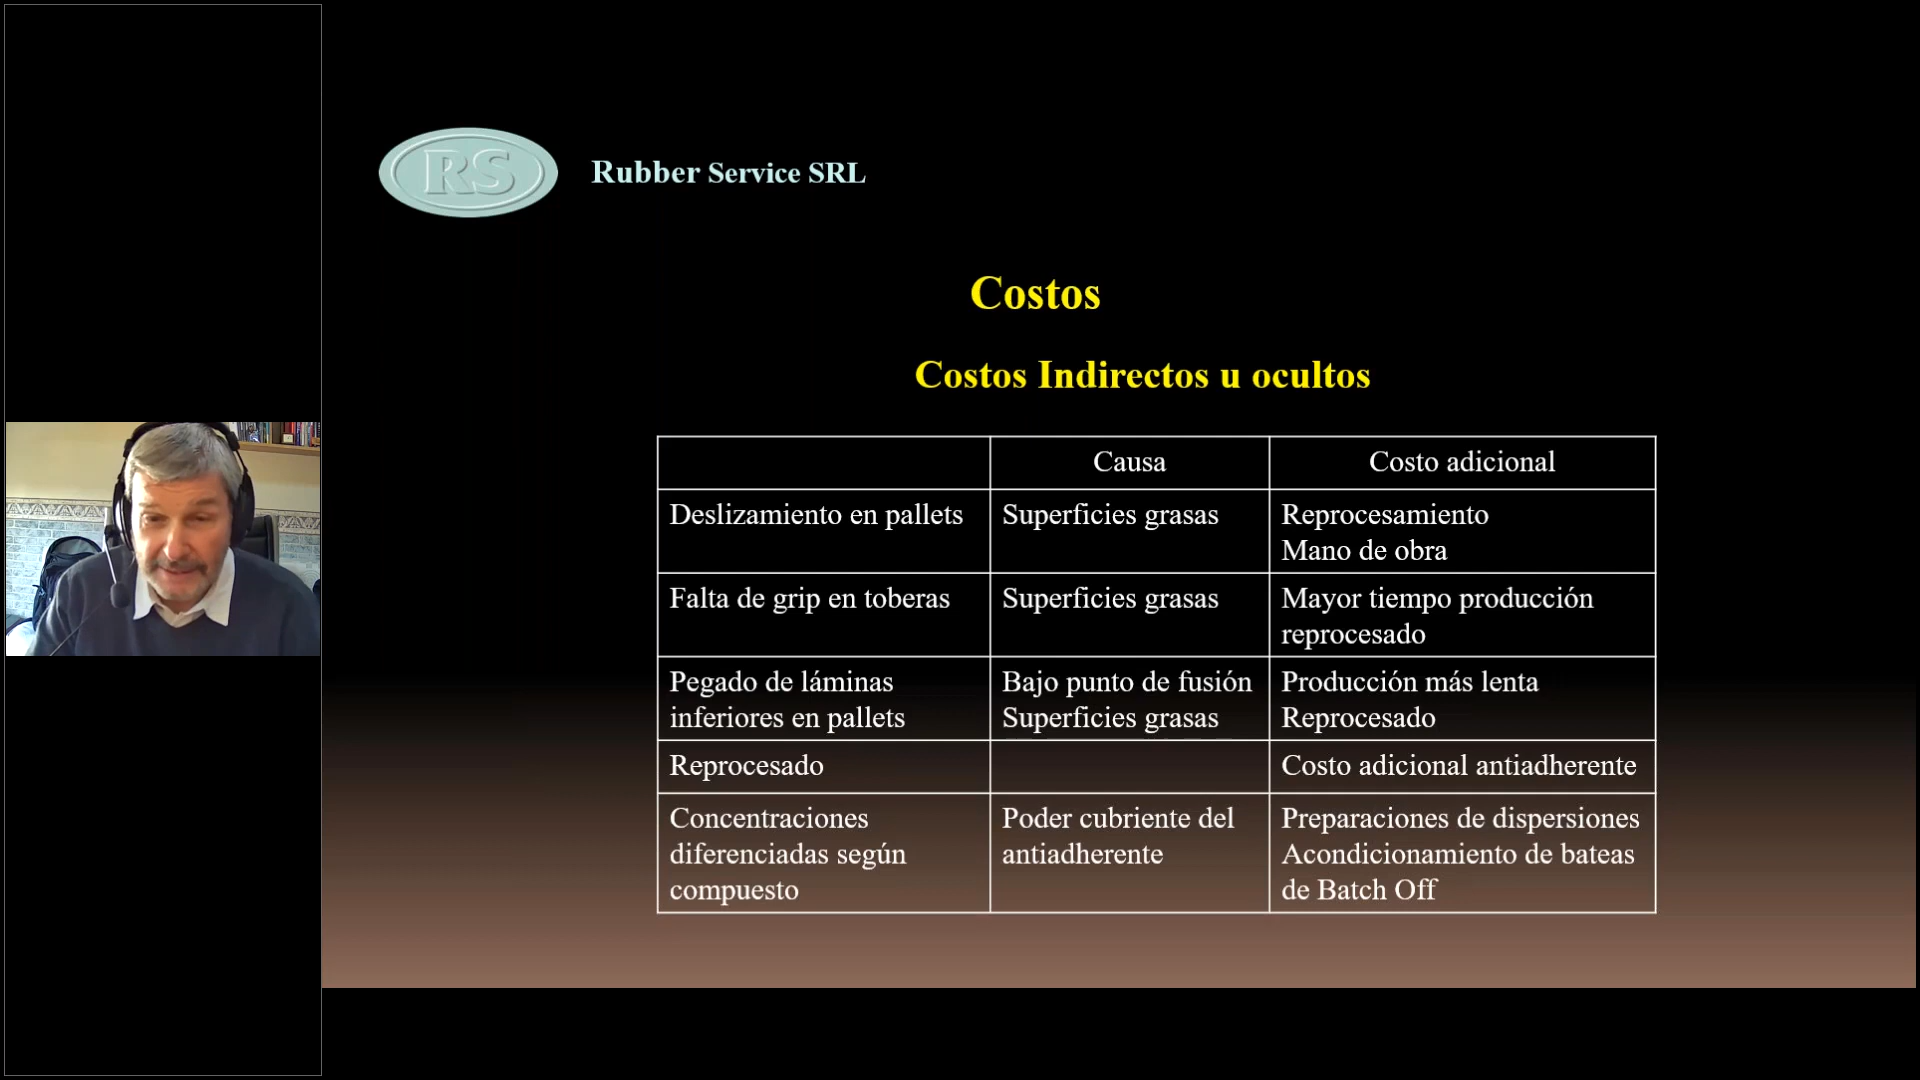 RS
Rubber Service SRL
Costos
Costos Indirectos u ocultos
Causa
Costo adicional
Deslizamiento en pallets
Superficies grasas
Reprocesamiento
Mano de obra
Falta de grip en toberas
Superficies grasas
Mayor tiempo producción
reprocesado
Pegado de láminas
inferiores en pallets
Bajo punto de fusión
Superficies grasas
Producción más lenta
Reprocesado
Reprocesado
Costo adicional antiadherente
Concentraciones
diferenciadas según
compuesto
Poder cubriente del
antiadherente
Preparaciones de dispersiones
Acondicionamiento de bateas
de Batch Off